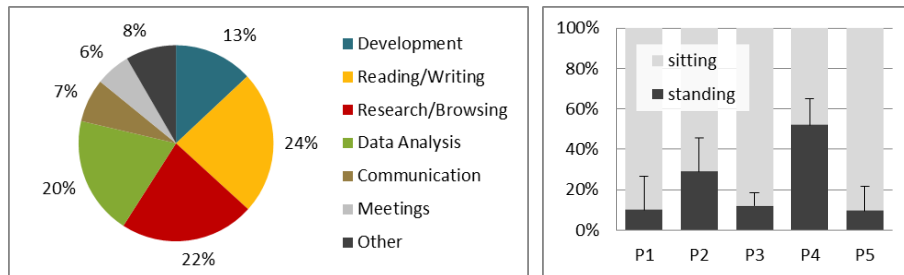 8%
13%
6%
7%
24%
20%
22%
Development
Reading/Writing
Research/Browsing
Data Analysis
Communication
Meetings
Other
100%
80%
60%
40%
20%
0%
sitting
standing
P1 P2 P3 P4 P5